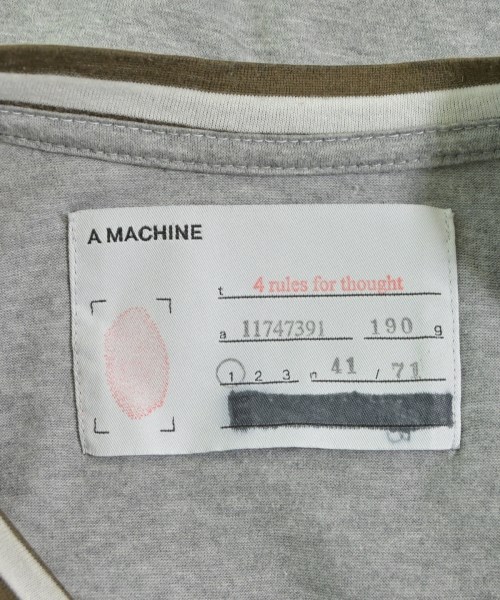 A MACHINE
t 4 rules for thought
a 11747391 190 g
1 2 3 n 41 / 71